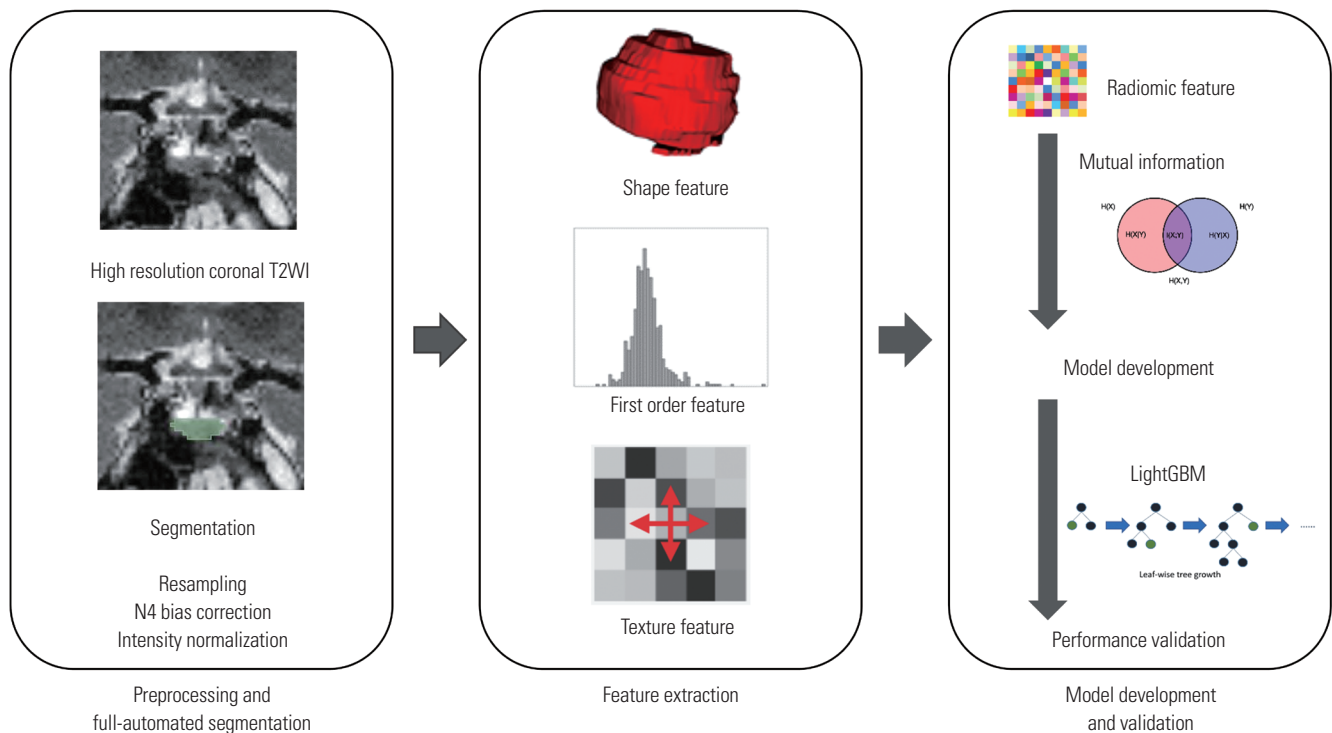 High resolution coronal T2WI
Segmentation
Resampling
N4 bias correction
Intensity normalization
Preprocessing and
full-automated segmentation
Shape feature
First order feature
Texture feature
Feature extraction
Radiomic feature
Mutual information
H(X)
H(Y)
H(X|Y)
I(X;Y)
H(Y|X)
H(X,Y)
Model development
LightGBM
......
Leaf-wise tree growth
Performance validation
Model development
and validation